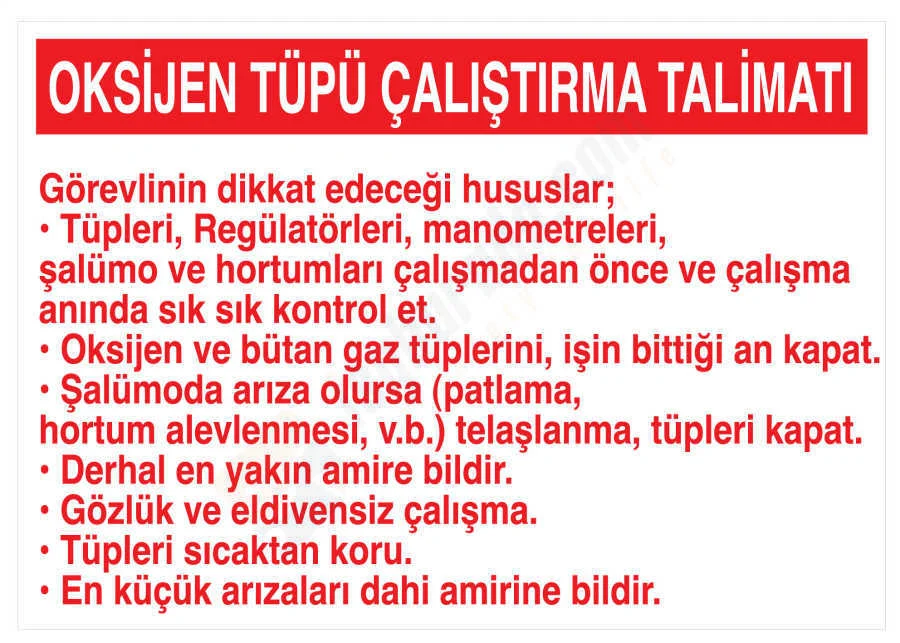 OKSİJEN TÜPÜ ÇALIŞTIRMA TALİMATI
Görevlinin dikkat edeceği hususlar;
• Tüpleri, Regülatörleri, manometreleri,
şalümo ve hortumları çalışmadan önce ve çalışma
anında sık sık kontrol et.
• Oksijen ve bütan gaz tüplerini, işin bittiği an kapat.
• Şalümoda arıza olursa (patlama,
hortum alevlenmesi, v.b.) telaşlanma, tüpleri kapat.
• Derhal en yakın amire bildir.
• Gözlük ve eldivensiz çalışma.
• Tüpleri sıcaktan koru.
• En küçük arızaları dahi amirine bildir.